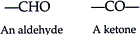 —CHO —CO—
An aldehyde A ketone